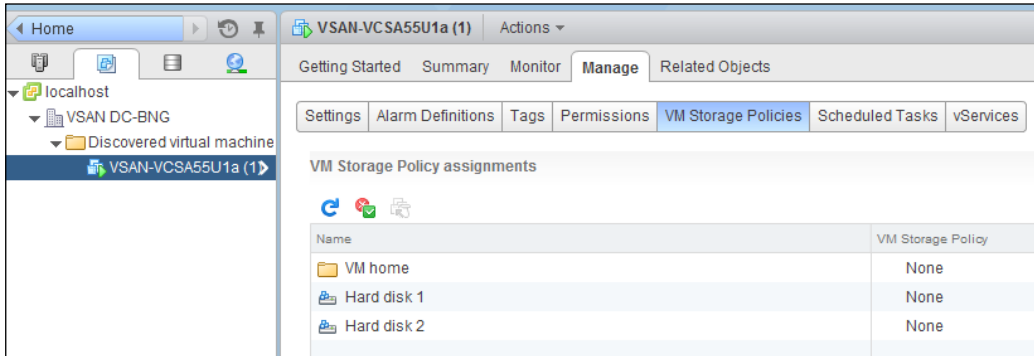 Home
VSAN-VCSA55U1a (1) Actions
Getting Started Summary Monitor Manage Related Objects
localhost
VSAN DC-BNG
Discovered virtual machine
VSAN-VCSA55U1a (1)
Settings Alarm Definitions Tags Permissions VM Storage Policies Scheduled Tasks vServices
VM Storage Policy assignments
Name VM Storage Policy
VM home None
Hard disk 1 None
Hard disk 2 None